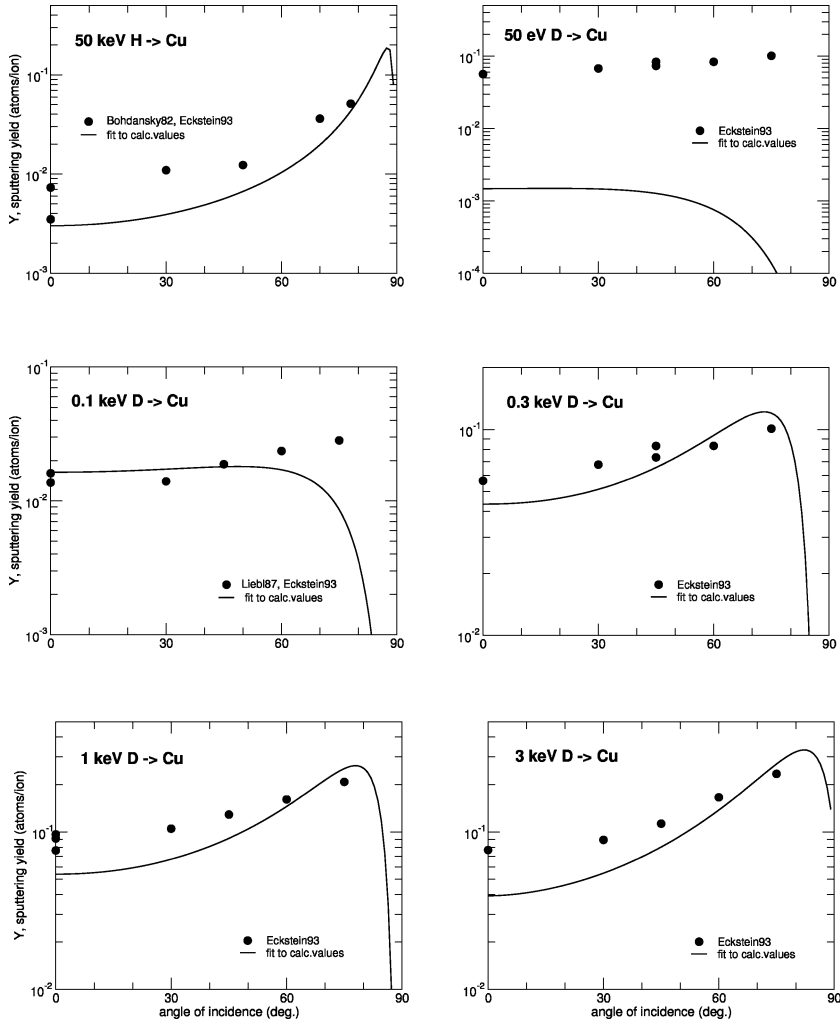 50 keV H -> Cu
Y, sputtering yield (atoms/ion)
10-1
10-2
10-3
Bohdansky82, Eckstein93
fit to calc.values
0 30 60 90
50 eV D -> Cu
10-1
10-2
10-3
10-4
Eckstein93
fit to calc.values
0 30 60 90
0.1 keV D -> Cu
Y, sputtering yield (atoms/ion)
10-1
10-2
10-3
Liebl87, Eckstein93
fit to calc.values
0 30 60 90
0.3 keV D -> Cu
10-1
10-2
Eckstein93
fit to calc.values
0 30 60 90
1 keV D -> Cu
Y, sputtering yield (atoms/ion)
10-1
10-2
Eckstein93
fit to calc.values
0 30 60 90
angle of incidence (deg.)
3 keV D -> Cu
10-1
10-2
Eckstein93
fit to calc.values
0 30 60 90
angle of incidence (deg.)